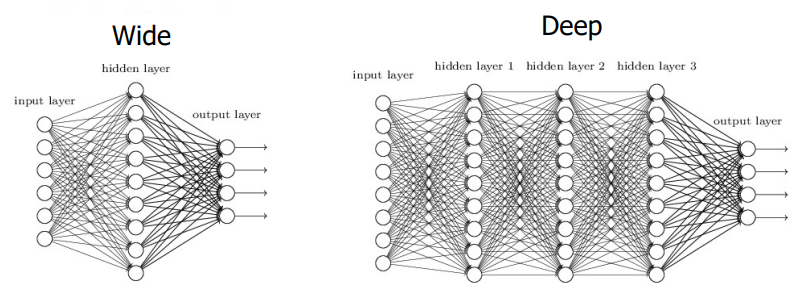 Wide
hidden layer
input layer
output layer
Deep
hidden layer 1 hidden layer 2 hidden layer 3
input layer
output layer